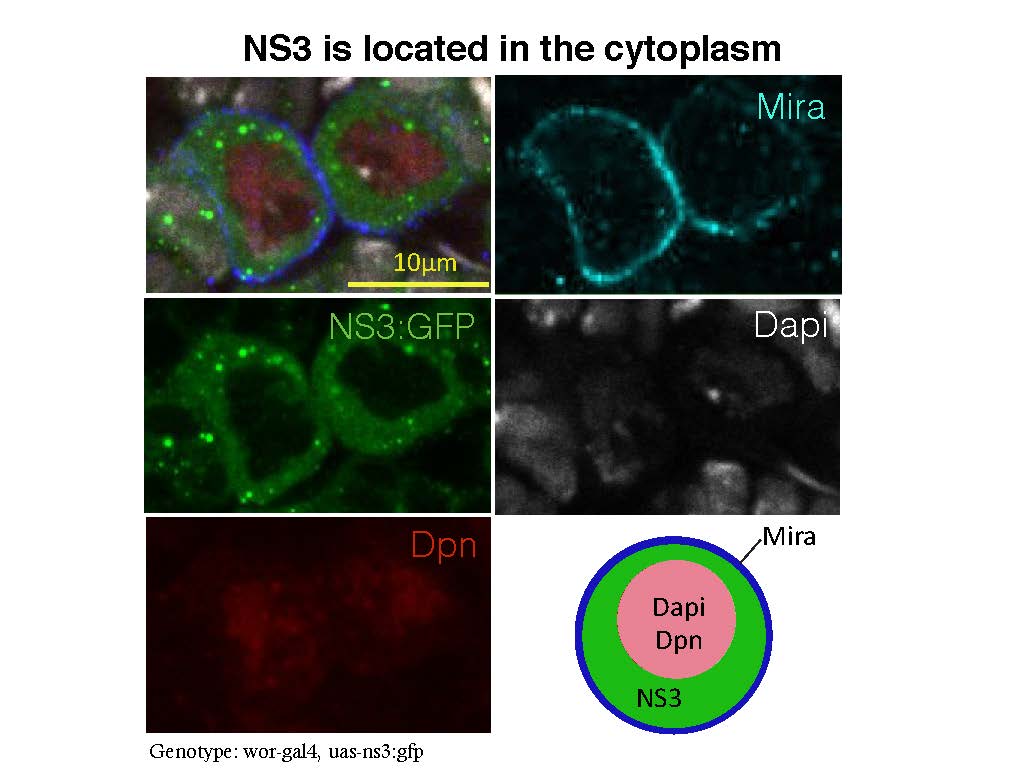 NS3 is located in the cytoplasm
Mira
10µm
NS3:GFP
Dapi
Dpn
Mira
Dapi
Dpn
NS3
Genotype: wor-gal4, uas-ns3:gfp